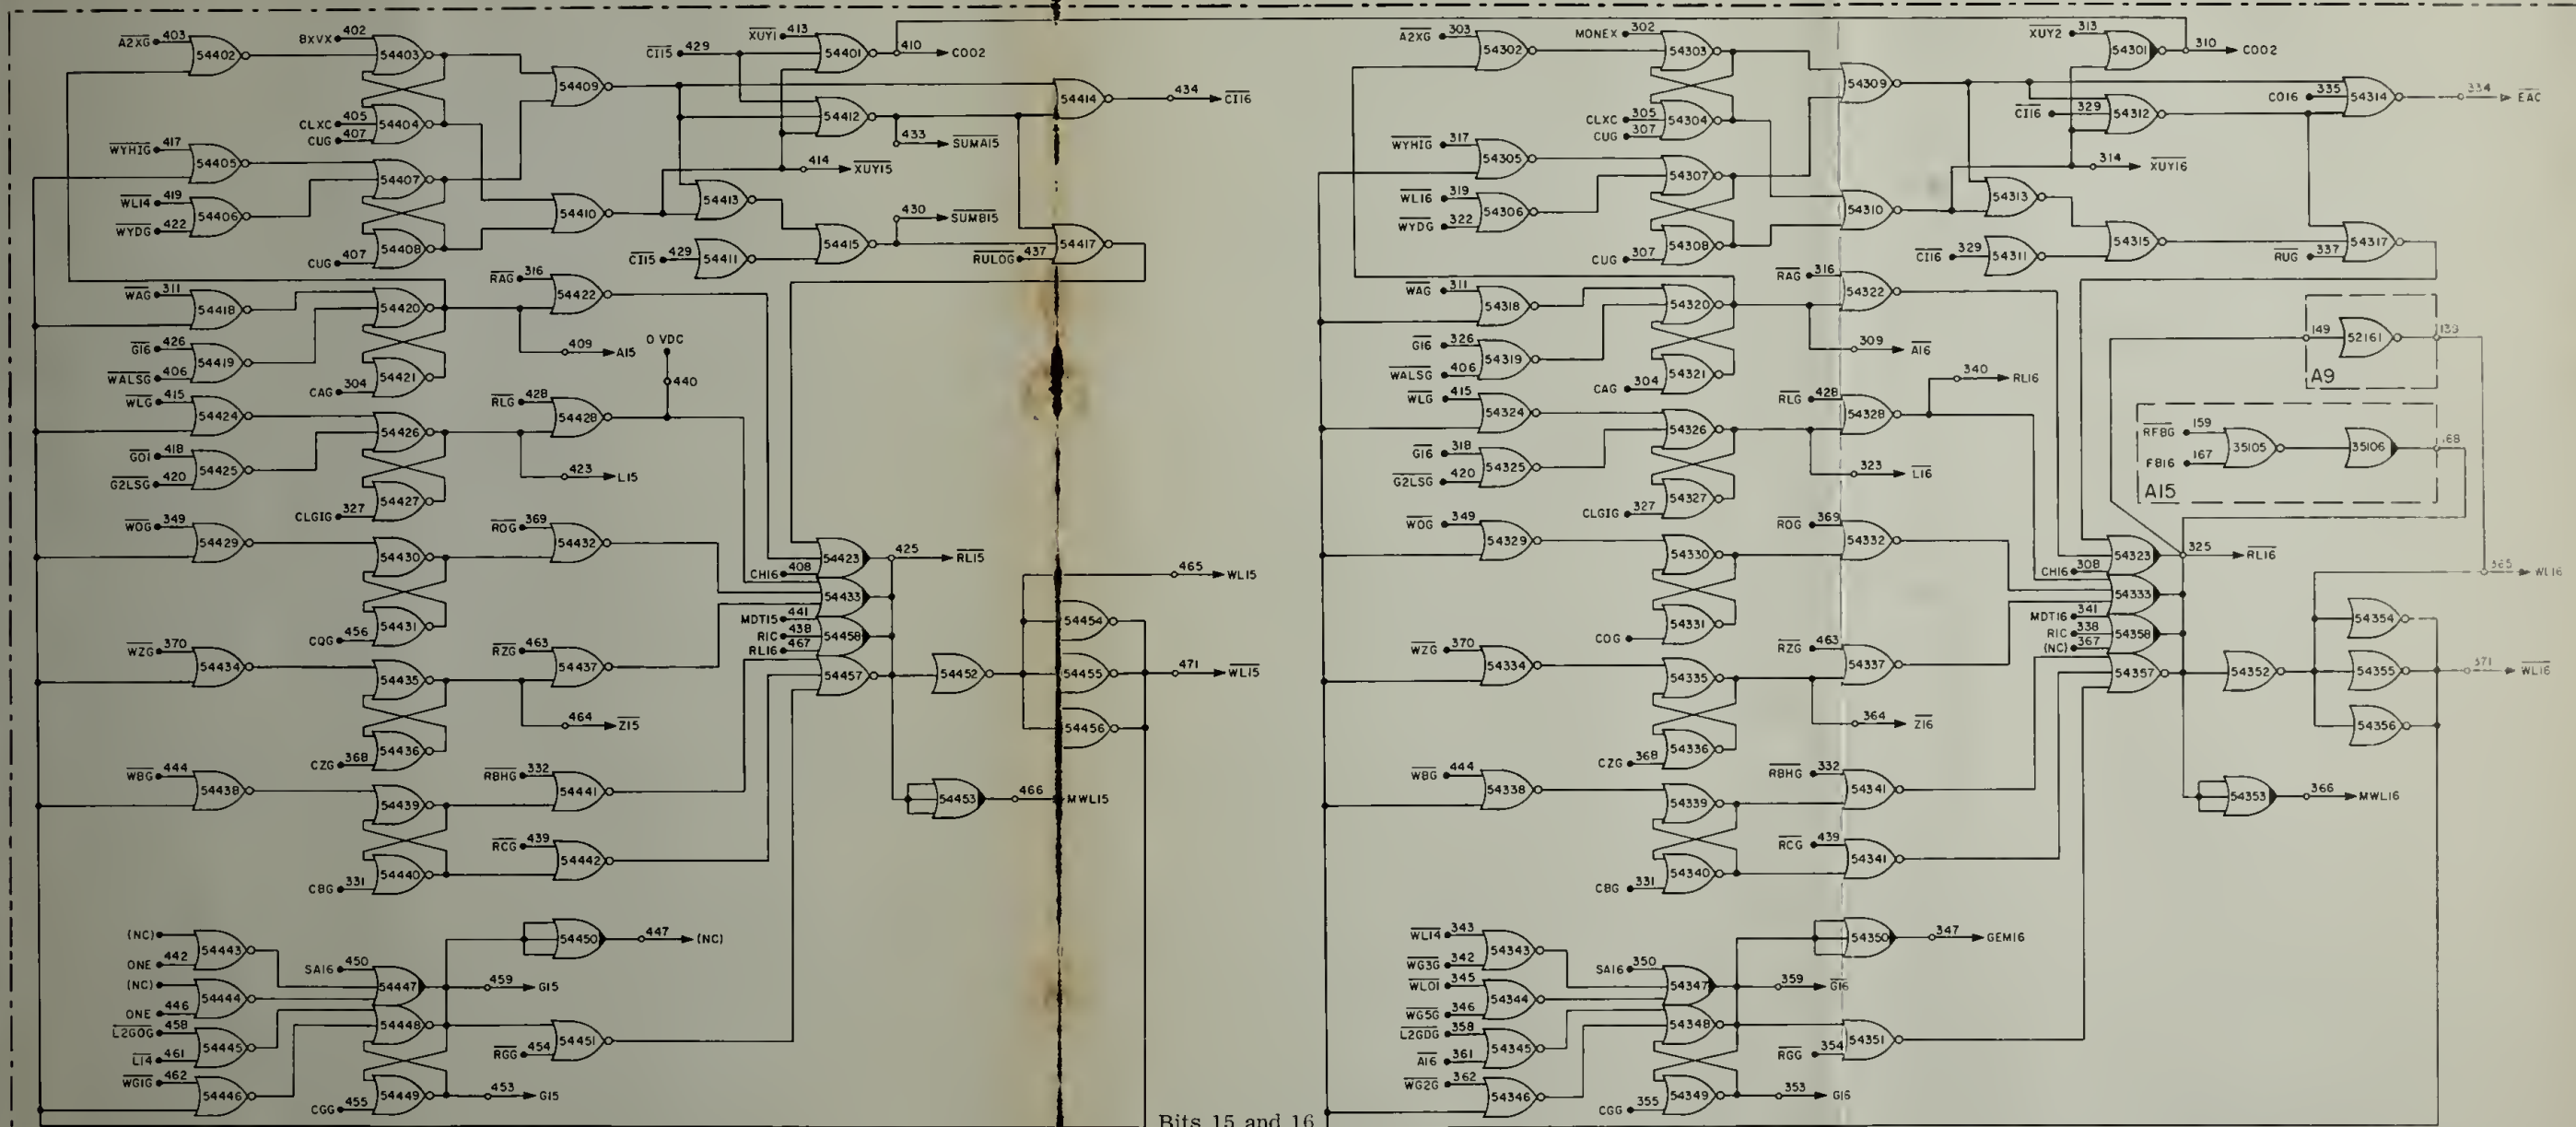 A2XG 403 54402
BXVX 402 54403
XUY1 413
CI15 429 54401 410 CO02
54409
CLXC 405 54404
CUG 407
54412 433 SUMA15
54414 434 CI16
WYHIG 417 54405
54407
414 XUY15
WL14 419 54406
WYDG 422
54410 54413
430 SUMB15
CUG 407 54408
CI15 429 54411 54415
RULOG 437 54417
WAG 311 54418
54420
RAG 316 54422
G16 426 54419
WALSG 406
409 A15
0 VDC
440
CAG 304 54421
WLG 415 54424
54426
RLG 428 54428
G01 418 54425
G2LSG 420
423 L15
CLGIG 327 54427
WOG 349 54429
54430
ROG 369 54432
54423 425 RL15
CH16 408
54433
465 WL15
MDT15 441
RIC 438 54458
RL16 467
54457
54454
CQG 456 54431
WZG 370 54434
54435
RZG 463 54437
54452 54455 471 WL15
464 Z15
54456
CZG 368 54436
WBG 444 54438
54439
RBHG 332 54441
54453 466 MWL15
RCG 439 54442
CBG 331 54440
(NC) 54443
ONE 442
54450 447 (NC)
SA16 450 54447 459 G15
(NC) 54444
ONE 446
L2GOG 458 54445
L14 461
54448
RGG 454 54451
WG1G 462 54446
CGG 455 54449 453 G15
Bits 15 and 16
A2XG 303 54302
MONEX 302 54303
XUY2 313 54301 310 CO02
54309
CLXC 305 54304
CUG 307
CI16 329 54312
CO16 335 54314 334 EAC
WYHIG 317 54305
54307
314 XUY16
WL16 319 54306
WYDG 322
54310 54313
CUG 307 54308
CI16 329 54311 54315
RUG 337 54317
WAG 311 54318
54320
RAG 316 54322
G16 326 54319
WALSG 406
309 A16
149 52161 139
A9
CAG 304 54321
340 RL16
WLG 415 54324
54326
RLG 428 54328
G16 318 54325
G2LSG 420
323 L16
RFBG 159 35105 35106 168
FB16 167
A15
CLGIG 327 54327
WOG 349 54329
54330
ROG 369 54332
54323 325 RL16
CH16 308
54333
365 WL16
MDT16 341
RIC 338 54358
(NC) 367
54357
54354
COG 54331
WZG 370 54334
54335
RZG 463 54337
54352 54355 371 WL16
364 Z16
54356
CZG 368 54336
WBG 444 54338
54339
RBHG 332 54341
54353 366 MWL16
RCG 439 54341
CBG 331 54340
WL14 343 54343
WG3G 342
54350 347 GEM16
SA16 350 54347 359 G16
WL01 345 54344
WG5G 346
L2GDG 358 54345
A16 361
54348
RGG 354 54351
WG2G 362 54346
CGG 355 54349 353 G16